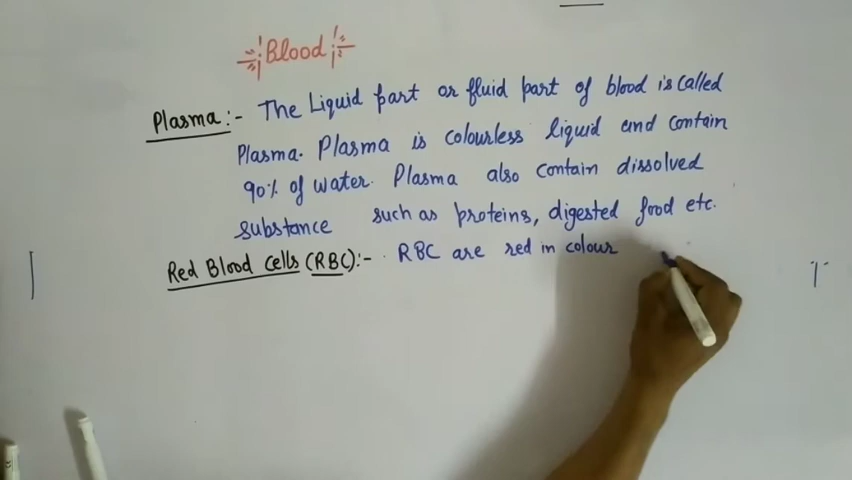 Blood
Plasma:- The Liquid part or fluid part of blood is called
Plasma. Plasma is colourless liquid and contain
90% of water. Plasma also contain dissolved
substance such as proteins, digested food etc.
Red Blood cells (RBC):- RBC are red in colour